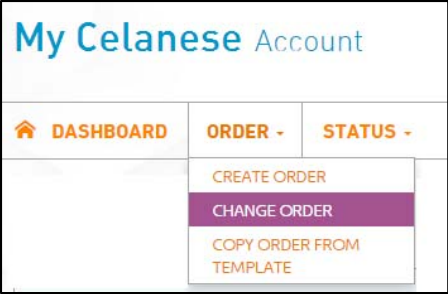 My Celanese Account
DASHBOARD ORDER - STATUS -
CREATE ORDER
CHANGE ORDER
COPY ORDER FROM
TEMPLATE